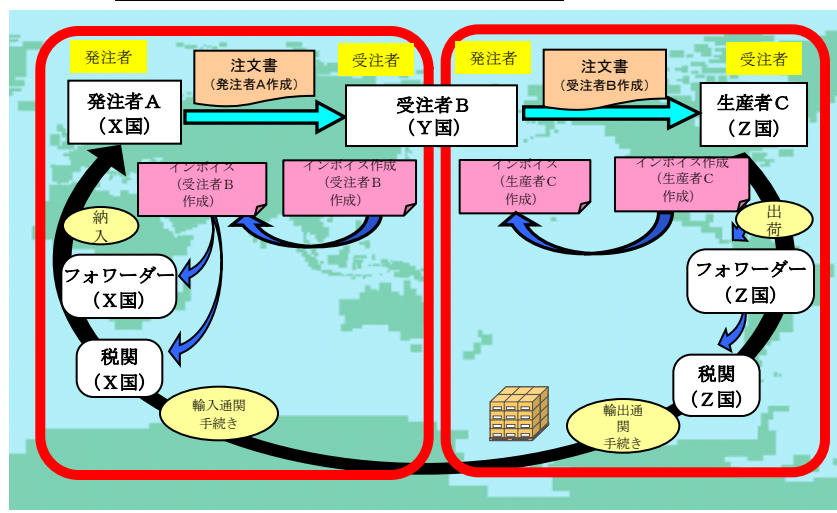 発注者
受注者
発注者
受注者
注文書
(発注者A作成)
注文書
(受注者B作成)
発注者A
(X国)
受注者B
(Y国)
生産者C
(Z国)
インボイス
(受注者B
作成)
インボイス作成
(受注者B
作成)
インボイス
(生産者C
作成)
インボイス作成
(生産者C
作成)
納
入
出
荷
フォワーダー
(X国)
フォワーダー
(Z国)
税関
(X国)
税関
(Z国)
輸入通関
手続き
輸出通
関
手続き